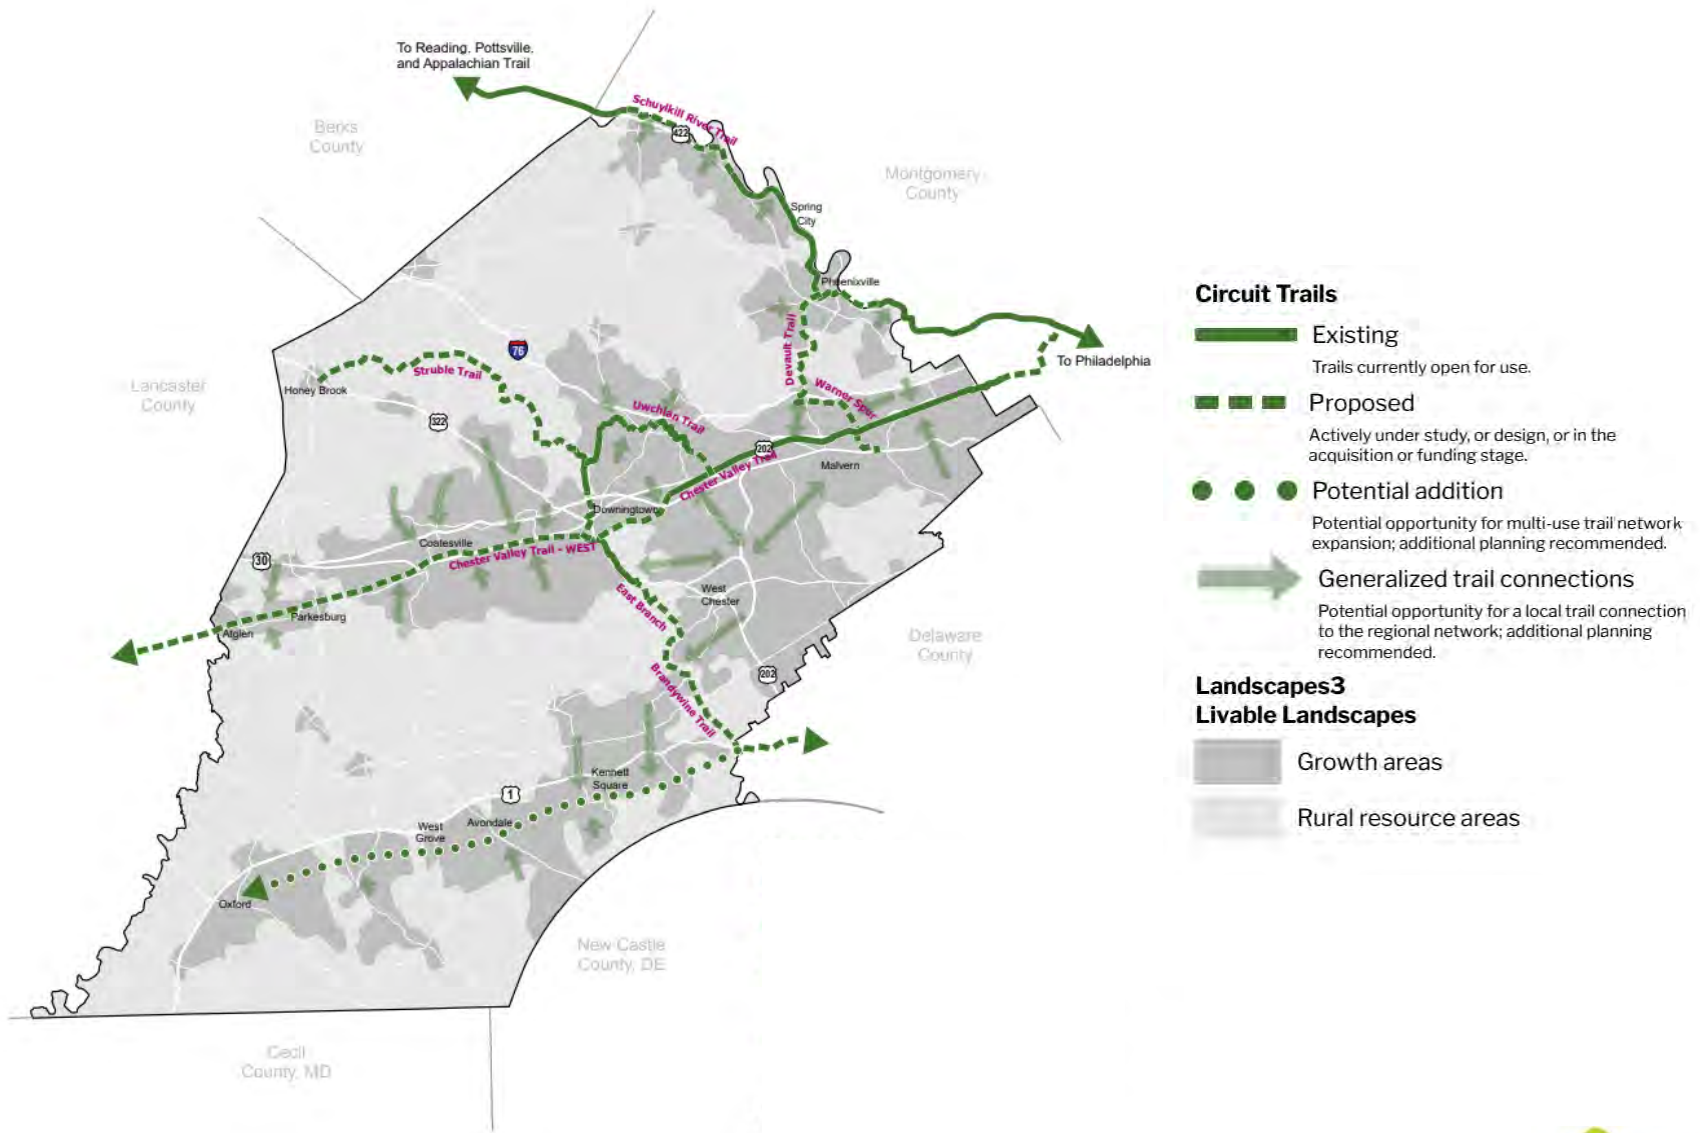 To Reading, Pottsville,
and Appalachian Trail
Berks
County
Schuylkill River Trail
422
Montgomery
County
Spring
City
Phoenixville
To Philadelphia
Devault Trail
Warner Spur
76
Struble Trail
Honey Brook
Lancaster
County
322
Uwchlan Trail
202
Chester Valley Trail
Malvern
Downingtown
Coatesville
Chester Valley Trail - WEST
30
West
Chester
East Branch
Parkesburg
Atglen
Delaware
County
202
Brandywine Trail
Kennett
Square
1
Avondale
West
Grove
Oxford
New Castle
County, DE
Cecil
County, MD
Circuit Trails
Existing
Trails currently open for use.
Proposed
Actively under study, or design, or in the
acquisition or funding stage.
Potential addition
Potential opportunity for multi-use trail network
expansion; additional planning recommended.
Generalized trail connections
Potential opportunity for a local trail connection
to the regional network; additional planning
recommended.
Landscapes3
Livable Landscapes
Growth areas
Rural resource areas